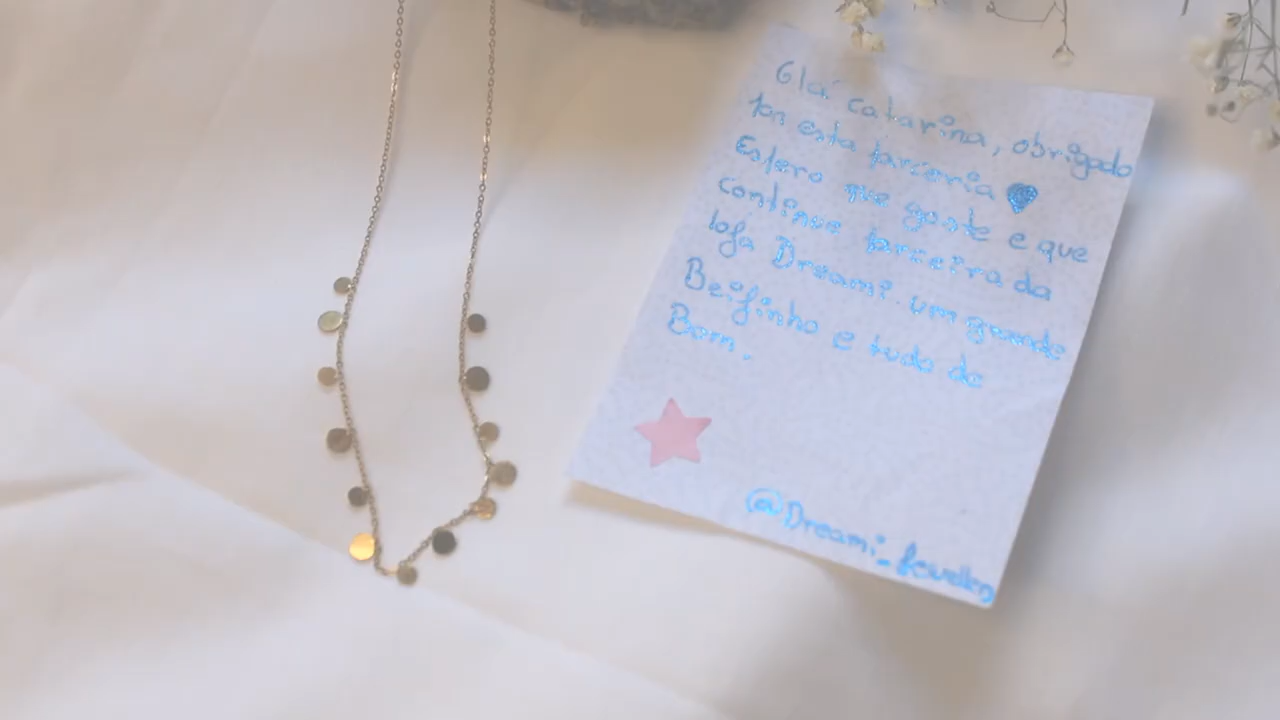 Olá catarina, obrigado
por esta parceria
Espero que goste e que
continue parceira da
loja Dreami. um grande
Beijinho e tudo de
Bom.
@Dreami_Jewelry